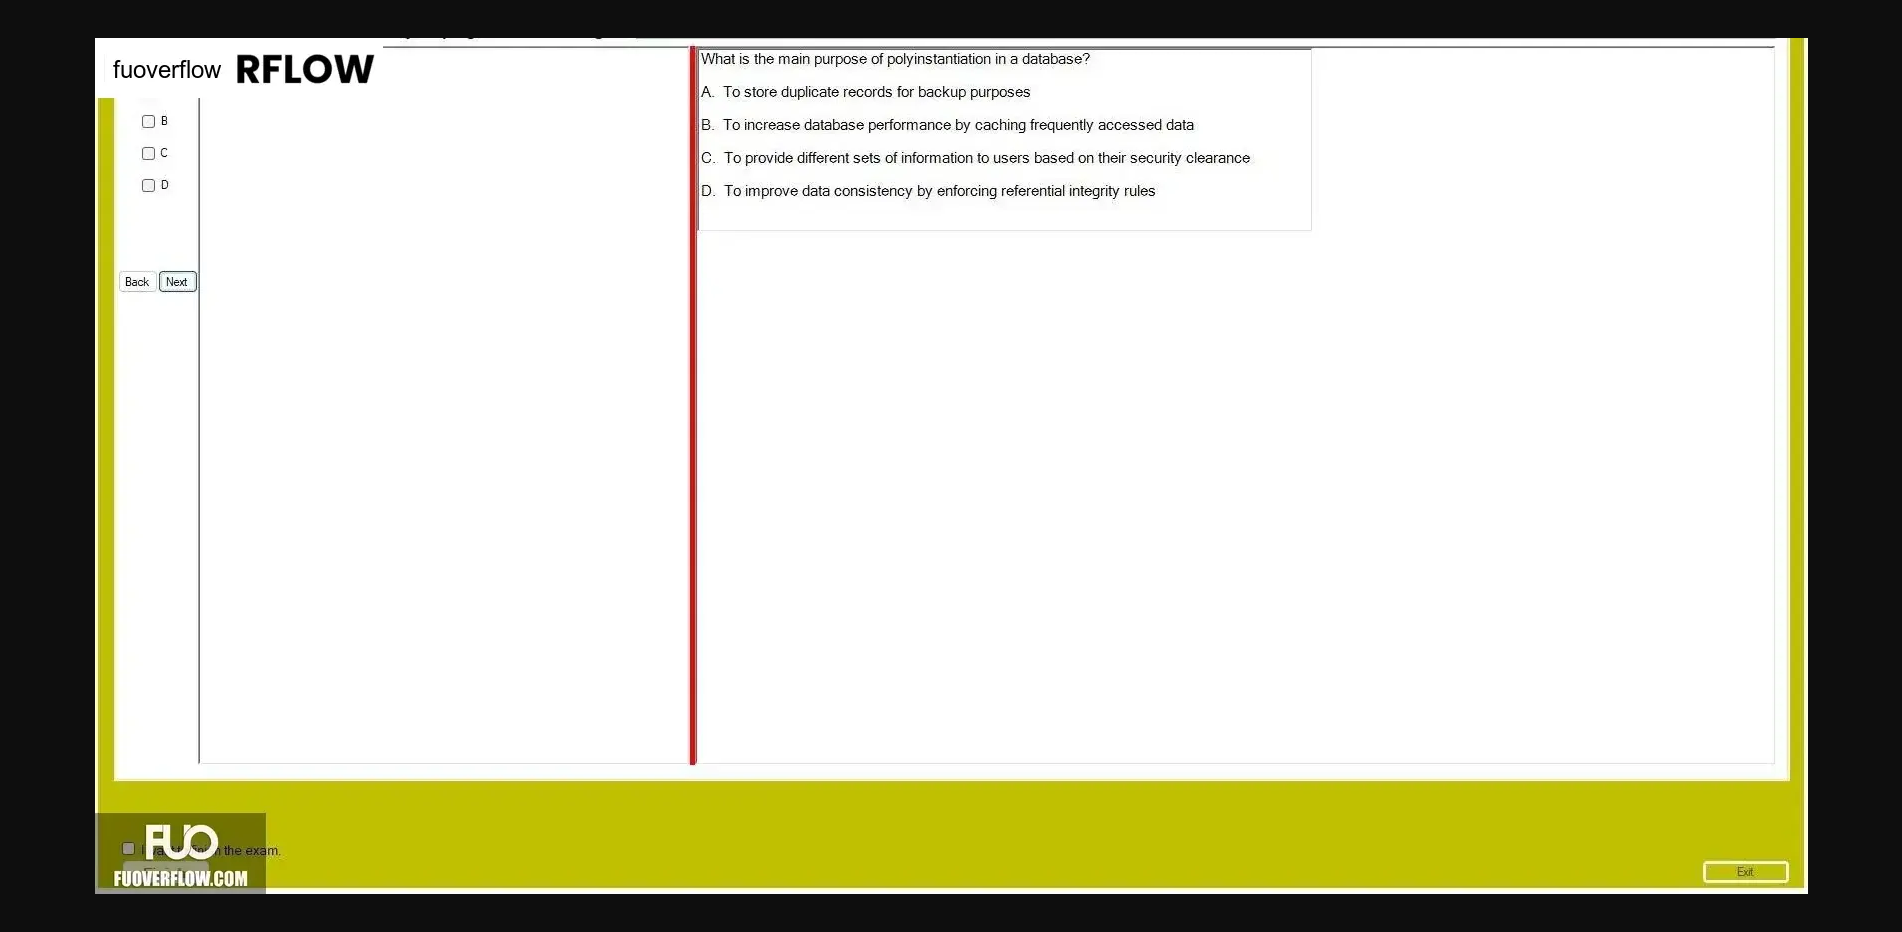 fuoverflow RFLOW
What is the main purpose of polyinstantiation in a database?
A. To store duplicate records for backup purposes
B. To increase database performance by caching frequently accessed data
C. To provide different sets of information to users based on their security clearance
D. To improve data consistency by enforcing referential integrity rules
B
C
D
Back Next
FUO
the exam.
FUOVERFLOW.COM
Exit